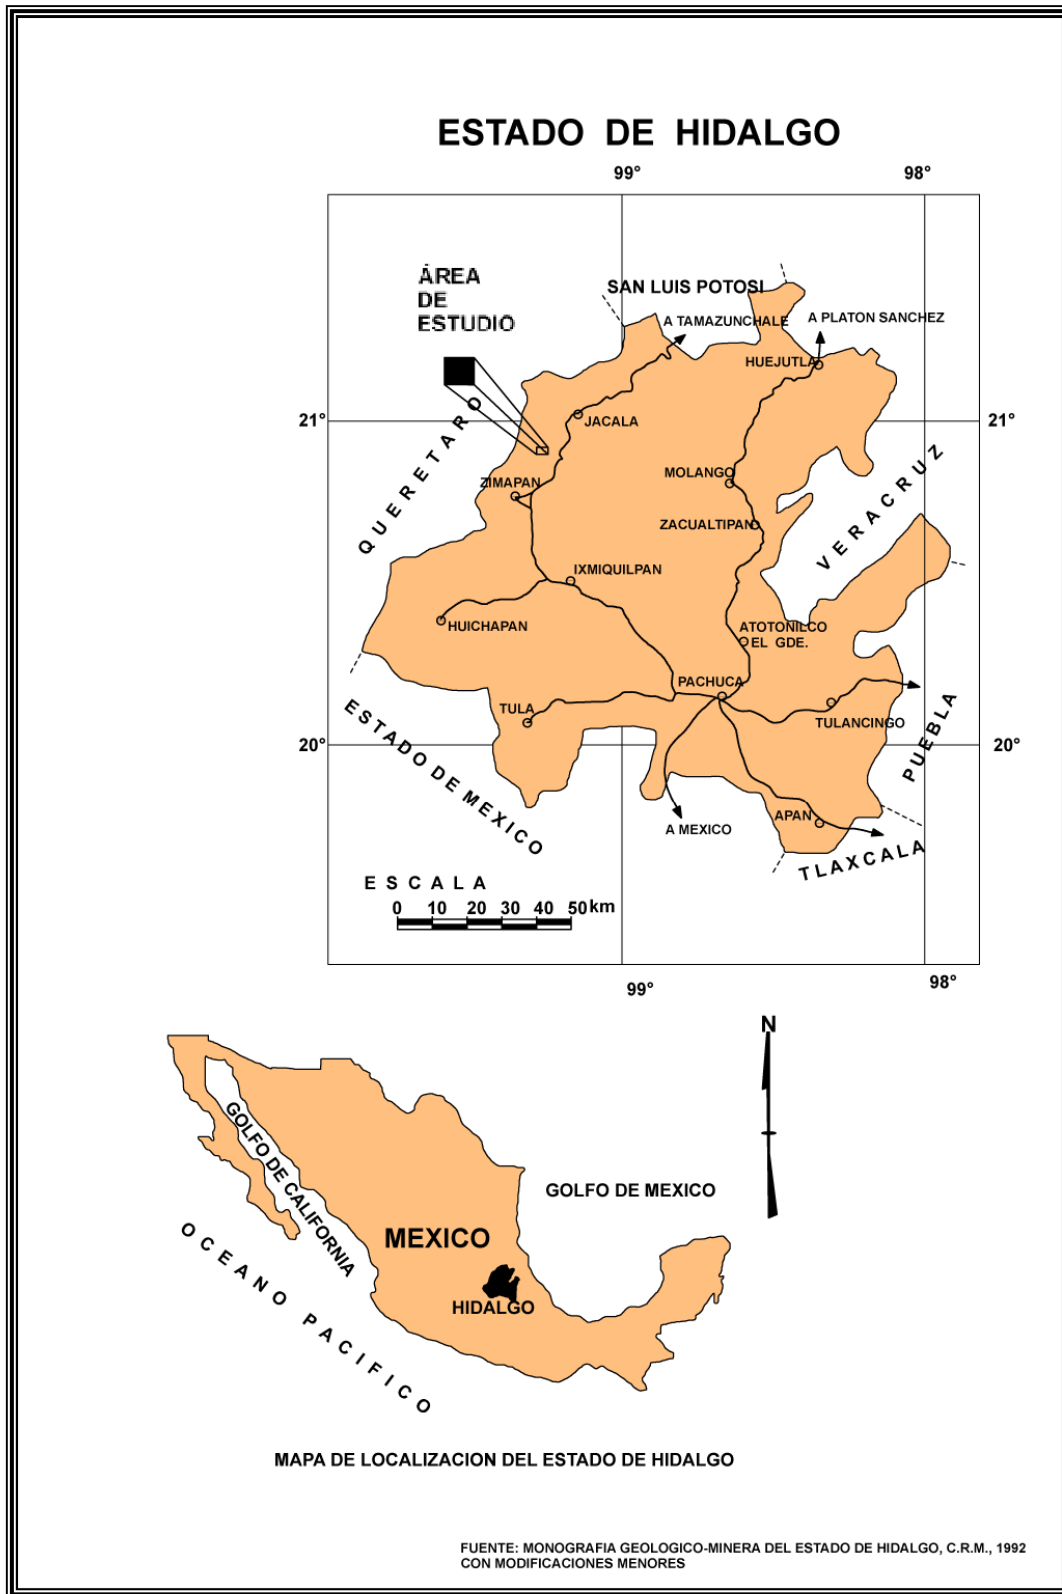 ESTADO DE HIDALGO
99°
98°
ÁREA
DE
ESTUDIO
SAN LUIS POTOSI
A TAMAZUNCHALE
A PLATON SANCHEZ
HUEJUTLA
21°
21°
JACALA
QUERETARO
ZIMAPAN
MOLANGO
ZACUALTIPAN
VERACRUZ
IXMIQUILPAN
HUICHAPAN
ATOTONILCO
EL GDE.
PACHUCA
TULA
TULANCINGO
PUEBLA
ESTADO DE MEXICO
20°
20°
A MEXICO
APAN
TLAXCALA
ESCALA
0 10 20 30 40 50 km
99°
98°
N
GOLFO DE CALIFORNIA
GOLFO DE MEXICO
MEXICO
HIDALGO
OCEANO PACIFICO
MAPA DE LOCALIZACION DEL ESTADO DE HIDALGO
FUENTE: MONOGRAFIA GEOLOGICO-MINERA DEL ESTADO DE HIDALGO, C.R.M., 1992
CON MODIFICACIONES MENORES